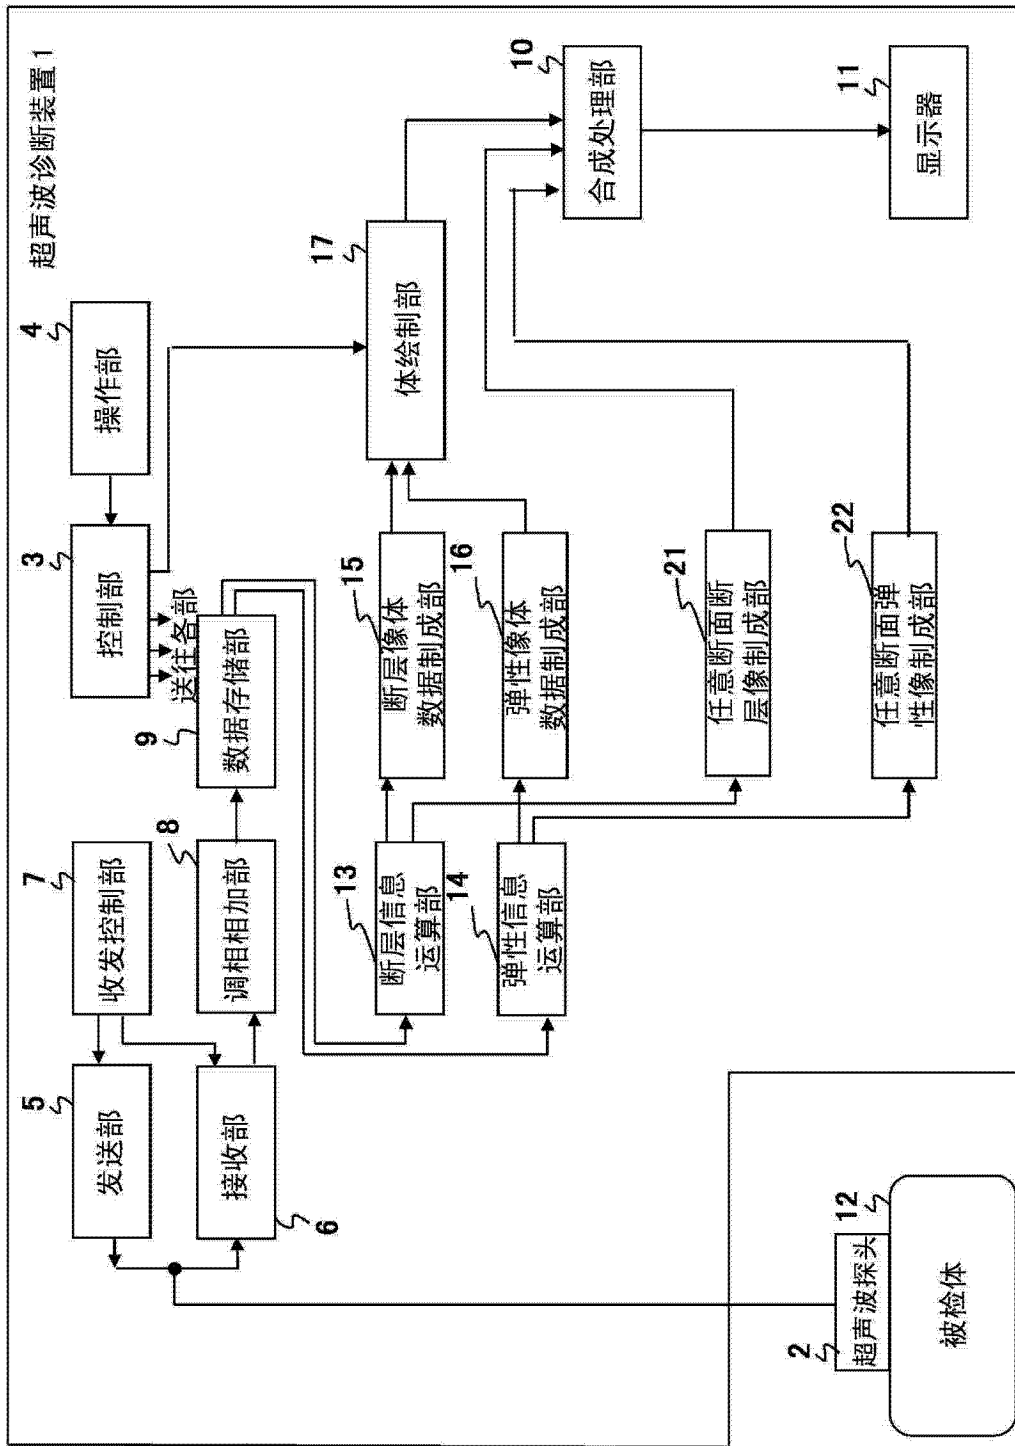 超声波诊断装置1
5
发送部
7
收发控制部
3
控制部
4
操作部
送往各部
6
接收部
8
调相相加部
9
数据存储部
13
断层信息
运算部
15
断层像体
数据制成部
17
体绘制部
14
弹性信息
运算部
16
弹性像体
数据制成部
10
合成处理部
21
任意断面断
层像制成部
22
任意断面弹
性像制成部
11
显示器
2
超声波探头
12
被检体